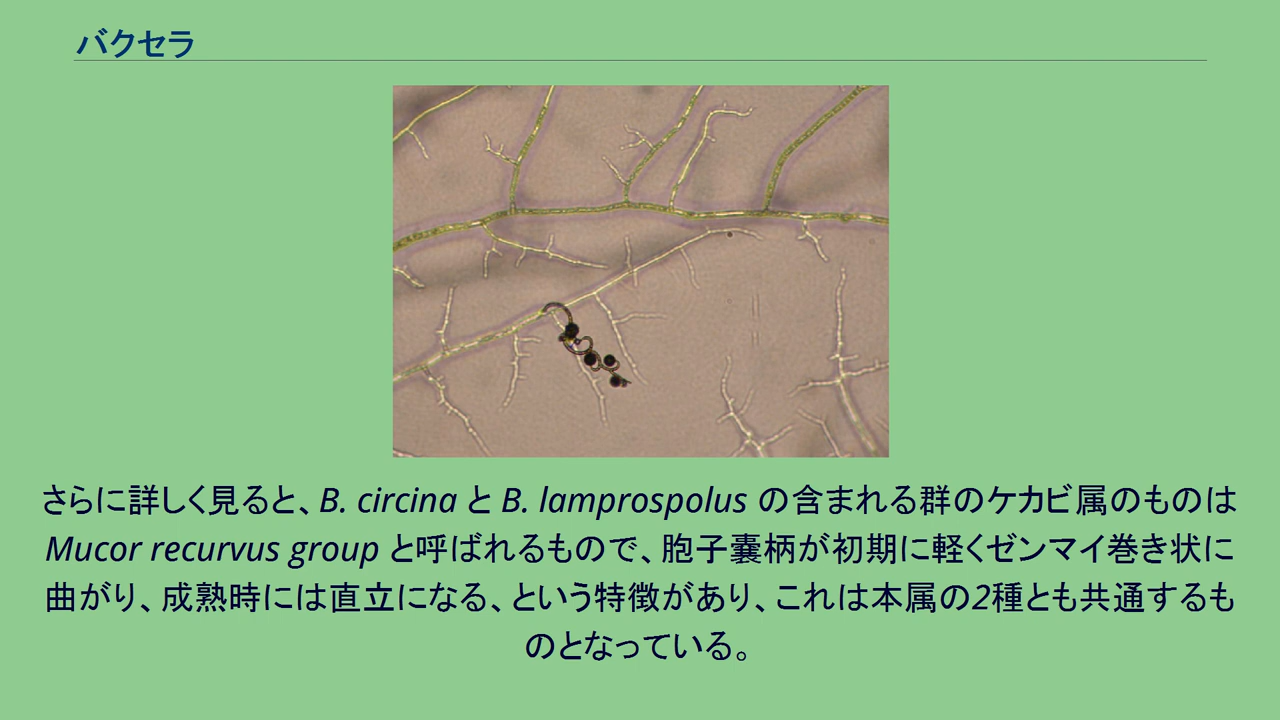 バクセラ
さらに詳しく見ると、B. circina と B. lamprospolus の含まれる群のケカビ属のものは
Mucor recurvus group と呼ばれるもので、胞子嚢柄が初期に軽くゼンマイ巻き状に
曲がり、成熟時には直立になる、という特徴があり、これは本属の2種とも共通するも
のとなっている。